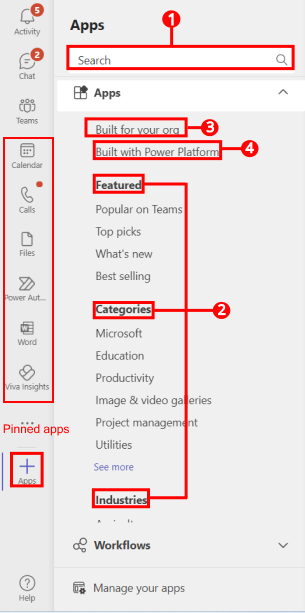 5
Activity
2
Chat
Teams
Calendar
Calls
Files
Power Aut...
Word
Viva Insights
...
Pinned apps
Apps
Help
Apps
1
Search
Apps
Built for your org
3
Built with Power Platform
4
Featured
Popular on Teams
Top picks
What's new
Best selling
Categories
2
Microsoft
Education
Productivity
Image & video galleries
Project management
Utilities
See more
Industries
Workflows
Manage your apps